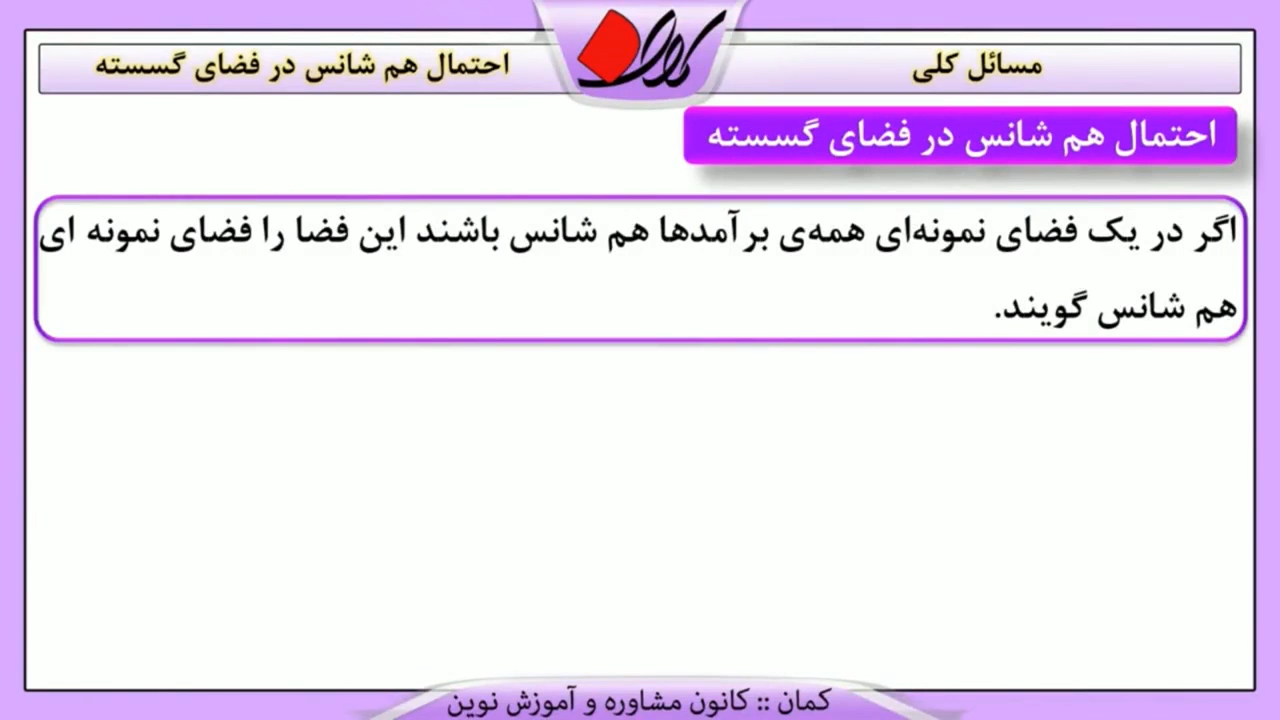 مسائل کلی
کمان
احتمال هم شانس در فضای گسسته
احتمال هم شانس در فضای گسسته
اگر در یک فضای نمونه‌ای همه‌ی برآمدها هم شانس باشند این فضا را فضای نمونه ای
هم شانس گویند.
کمان :: کانون مشاوره و آموزش نوین